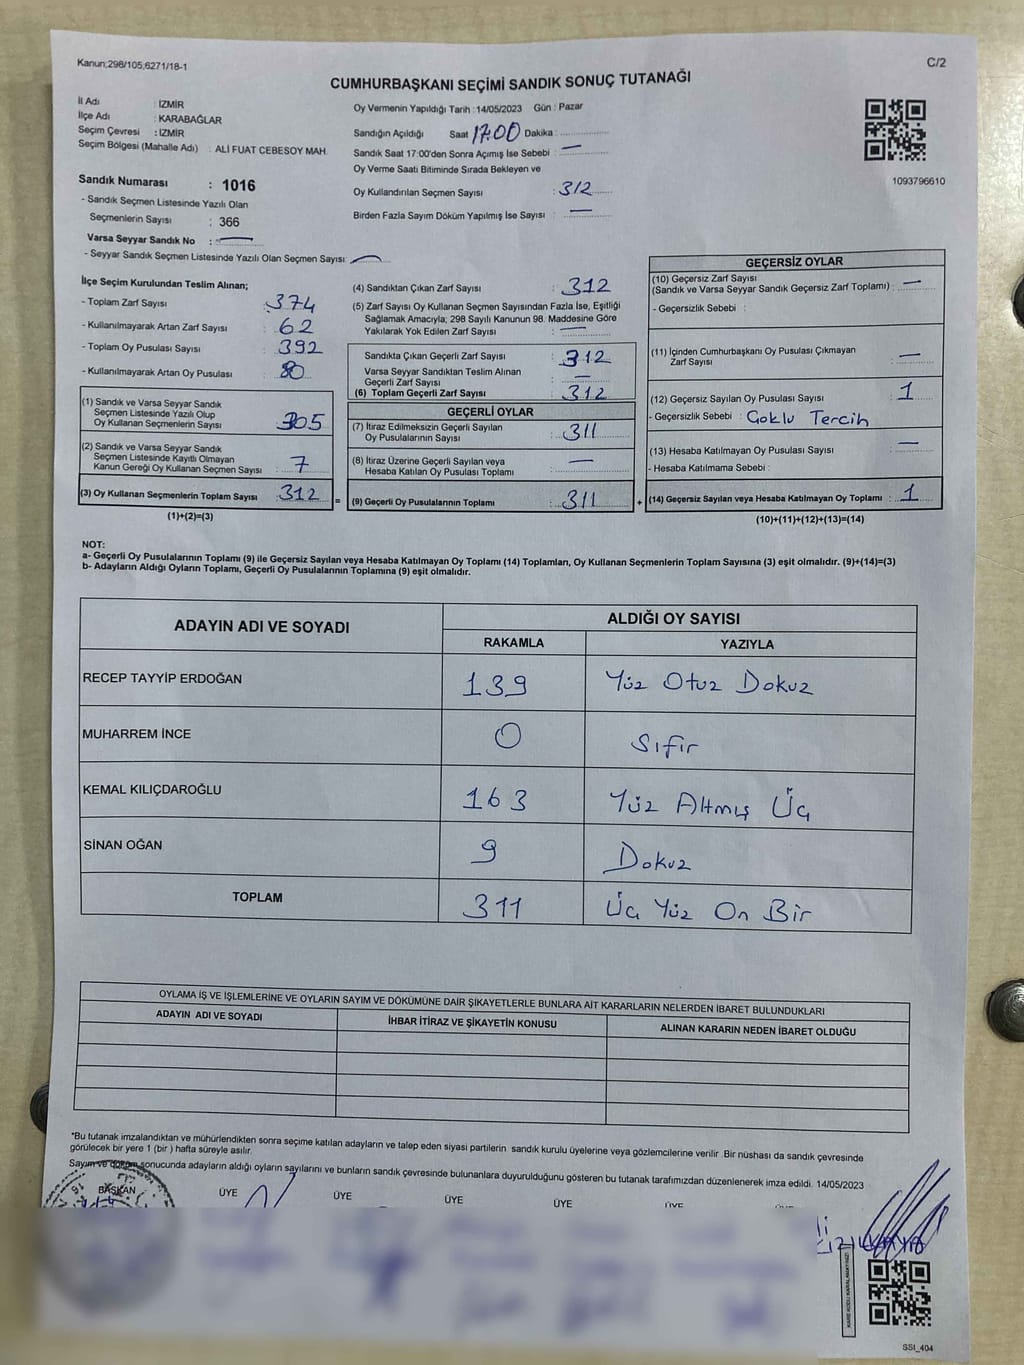 Kanun;298/105;6271/18-1
C/2
CUMHURBAŞKANI SEÇİMİ SANDIK SONUÇ TUTANAĞI
İl Adı : İZMİR
İlçe Adı : KARABAĞLAR
Seçim Çevresi : İZMİR
Seçim Bölgesi (Mahalle Adı) : ALİ FUAT CEBESOY MAH.
Sandık Numarası : 1016
- Sandık Seçmen Listesinde Yazılı Olan
Seçmenlerin Sayısı : 366
Varsa Seyyar Sandık No : —
- Seyyar Sandık Seçmen Listesinde Yazılı Olan Seçmen Sayısı: —
Oy Vermenin Yapıldığı Tarih : 14/05/2023 Gün : Pazar
Sandığın Açıldığı Saat 17:00 Dakika :
Sandık Saat 17:00'den Sonra Açımış İse Sebebi : —
Oy Verme Saati Bitiminde Sırada Bekleyen ve
Oy Kullandırılan Seçmen Sayısı : 312
Birden Fazla Sayım Döküm Yapılmış İse Sayısı : —
1093796610
İlçe Seçim Kurulundan Teslim Alınan;
- Toplam Zarf Sayısı : 374
- Kullanılmayarak Artan Zarf Sayısı : 62
- Toplam Oy Pusulası Sayısı : 392
- Kullanılmayarak Artan Oy Pusulası : 80
(1) Sandık ve Varsa Seyyar Sandık
Seçmen Listesinde Yazılı Olup
Oy Kullanan Seçmenlerin Sayısı : 305
(2) Sandık ve Varsa Seyyar Sandık
Seçmen Listesinde Kayıtlı Olmayan
Kanun Gereği Oy Kullanan Seçmen Sayısı : 7
(3) Oy Kullanan Seçmenlerin Toplam Sayısı : 312
(1)+(2)=(3)
(4) Sandıktan Çıkan Zarf Sayısı : 312
(5) Zarf Sayısı Oy Kullanan Seçmen Sayısından Fazla İse, Eşitliği
Sağlamak Amacıyla; 298 Sayılı Kanunun 98. Maddesine Göre
Yakılarak Yok Edilen Zarf Sayısı : —
Sandıkta Çıkan Geçerli Zarf Sayısı : 312
Varsa Seyyar Sandıktan Teslim Alınan
Geçerli Zarf Sayısı : —
(6) Toplam Geçerli Zarf Sayısı : 312
GEÇERLİ OYLAR
(7) İtiraz Edilmeksizin Geçerli Sayılan
Oy Pusulalarının Sayısı : 311
(8) İtiraz Üzerine Geçerli Sayılan veya
Hesaba Katılan Oy Pusulası Toplamı : —
= (9) Geçerli Oy Pusulalarının Toplamı : 311 +
GEÇERSİZ OYLAR
(10) Geçersiz Zarf Sayısı
(Sandık ve Varsa Seyyar Sandık Geçersiz Zarf Toplamı) : —
- Geçersizlik Sebebi :
(11) İçinden Cumhurbaşkanı Oy Pusulası Çıkmayan
Zarf Sayısı : —
(12) Geçersiz Sayılan Oy Pusulası Sayısı : 1
- Geçersizlik Sebebi : Çoklu Tercih
(13) Hesaba Katılmayan Oy Pusulası Sayısı : —
- Hesaba Katılmama Sebebi :
(14) Geçersiz Sayılan veya Hesaba Katılmayan Oy Toplamı : 1
(10)+(11)+(12)+(13)=(14)
NOT:
a- Geçerli Oy Pusulalarının Toplamı (9) ile Geçersiz Sayılan veya Hesaba Katılmayan Oy Toplamı (14) Toplamları, Oy Kullanan Seçmenlerin Toplam Sayısına (3) eşit olmalıdır. (9)+(14)=(3)
b- Adayların Aldığı Oyların Toplamı, Geçerli Oy Pusulalarının Toplamına (9) eşit olmalıdır.
ADAYIN ADI VE SOYADI
ALDIĞI OY SAYISI
RAKAMLA YAZIYLA
RECEP TAYYİP ERDOĞAN 139 Yüz Otuz Dokuz
MUHARREM İNCE 0 Sıfır
KEMAL KILIÇDAROĞLU 163 Yüz Altmış Üç
SİNAN OĞAN 9 Dokuz
TOPLAM 311 Üç Yüz On Bir
OYLAMA İŞ VE İŞLEMLERİNE VE OYLARIN SAYIM VE DÖKÜMÜNE DAİR ŞİKAYETLERLE BUNLARA AİT KARARLARIN NELERDEN İBARET BULUNDUKLARI
ADAYIN ADI VE SOYADI İHBAR İTİRAZ VE ŞİKAYETİN KONUSU ALINAN KARARIN NEDEN İBARET OLDUĞU
*Bu tutanak imzalandıktan ve mühürlendikten sonra seçime katılan adayların ve talep eden siyasi partilerin sandık kurulu üyelerine veya gözlemcilerine verilir .Bir nüshası da sandık çevresinde
görülecek bir yere 1 (bir ) hafta süreyle asılır.
Sayım ve döküm sonucunda adayların aldığı oyların sayılarını ve bunların sandık çevresinde bulunanlara duyurulduğunu gösteren bu tutanak tarafımızdan düzenlenerek imza edildi. 14/05/2023
BAŞKAN ÜYE ÜYE ÜYE ÜYE ÜYE ÜYE
SSI_404